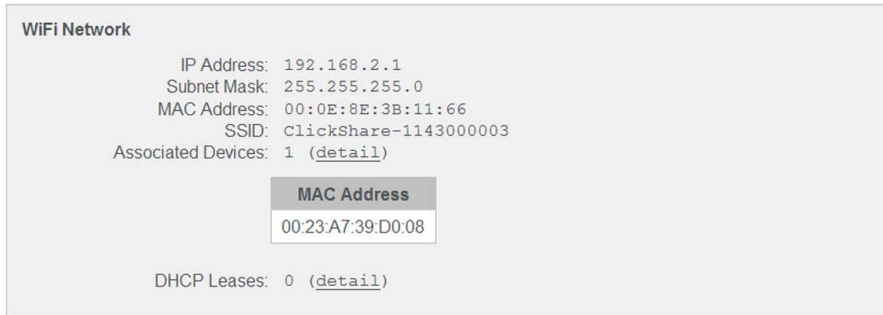 WiFi Network
IP Address: 192.168.2.1
Subnet Mask: 255.255.255.0
MAC Address: 00:0E:8E:3B:11:66
SSID: ClickShare-1143000003
Associated Devices: 1 (detail)
MAC Address
00:23:A7:39:D0:08
DHCP Leases: 0 (detail)